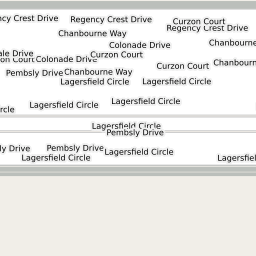 ncy Crest Drive
Regency Crest Drive
Curzon Court
Regency Crest Drive
Chanbourne Way
Colonade Drive
Chanbourne
ale Drive
Curzon Court
on Court
Colonade Drive
Curzon Court
Chanbourn
Pembsly Drive
Chanbourne Way
Lagersfield Circle
Lagersfield Circle
Lagersfield Circle
Lagersfield Circle
rcle
Lagersfield Circle
Pembsly Drive
ly Drive
Pembsly Drive
Lagersfield Circle
Lagersfield Circle
Lagersfiel